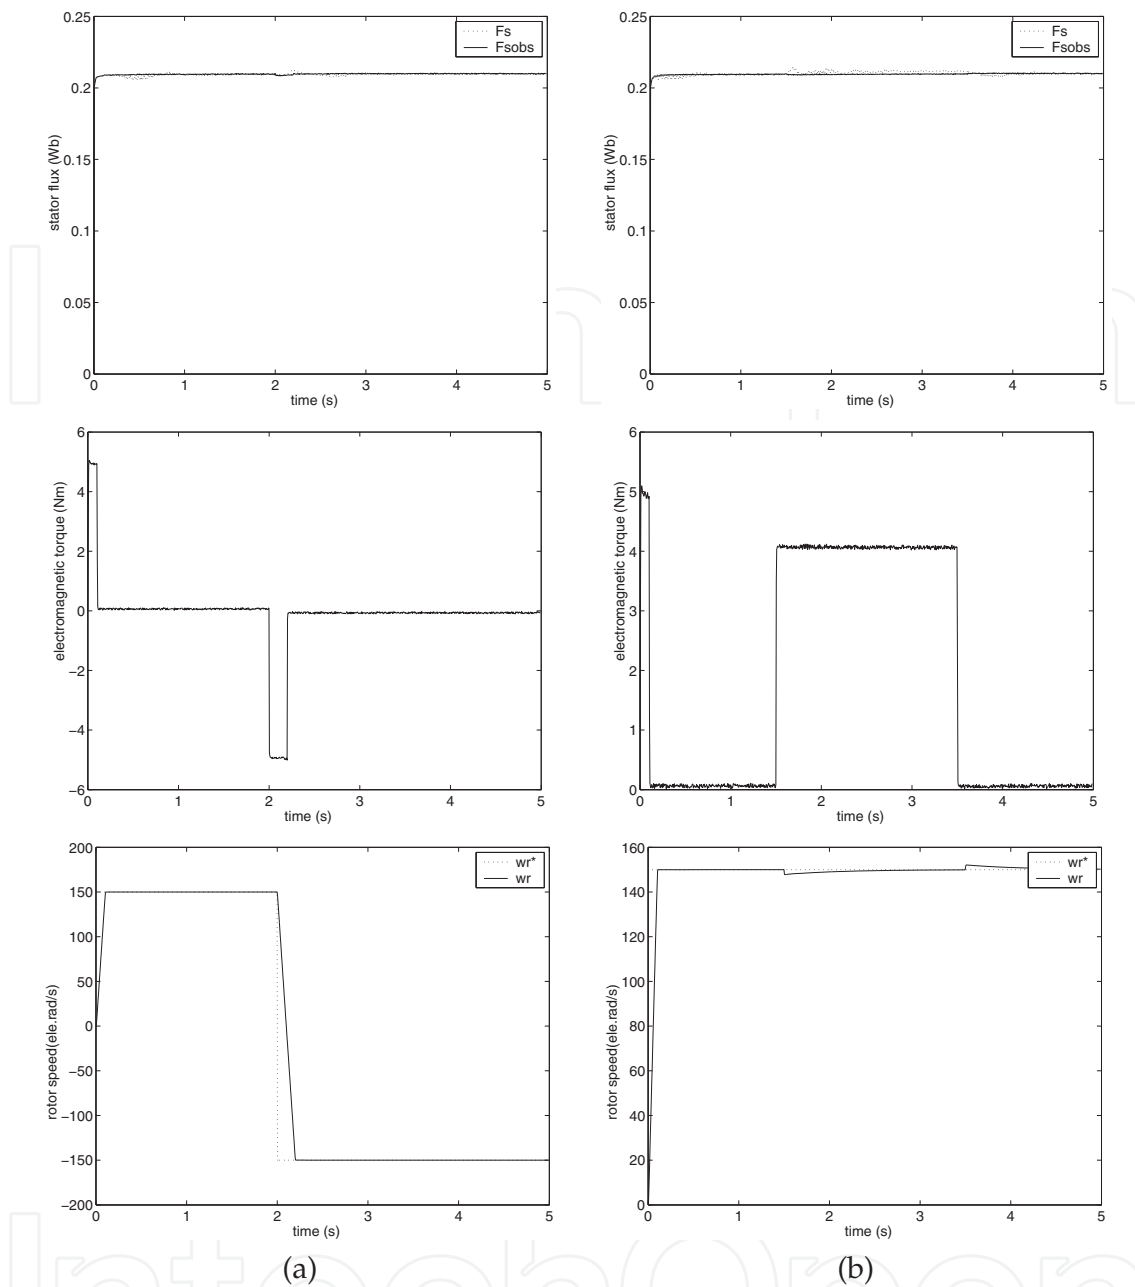 0.25
0.2
0.15
0.1
0.05
0
0 1 2 3 4 5
stator flux (Wb)
time (s)
Fs
Fsobs
0.25
0.2
0.15
0.1
0.05
0
0 1 2 3 4 5
stator flux (Wb)
time (s)
Fs
Fsobs
6
4
2
0
−2
−4
−6
0 1 2 3 4 5
electromagnetic torque (Nm)
time (s)
6
5
4
3
2
1
0
0 1 2 3 4 5
electromagnetic torque (Nm)
time (s)
200
150
100
50
0
−50
−100
−150
−200
0 1 2 3 4 5
rotor speed(ele.rad/s)
time (s)
wr*
wr
160
140
120
100
80
60
40
20
0
0 1 2 3 4 5
rotor speed(ele.rad/s)
time (s)
wr*
wr
(a)
(b)